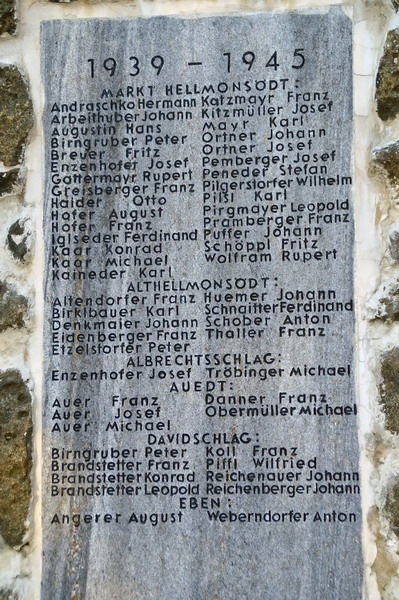 1939 - 1945
MARKT HELLMONSÖDT:
Andraschko Hermann Katzmayr Franz
Arbeithuber Johann Kitzmüller Josef
Augustin Hans Mayr Karl
Birngruber Peter Ortner Johann
Breuer Fritz Ortner Josef
Enzenhofer Josef Pemberger Josef
Gattermayr Rupert Peneder Stefan
Greisberger Franz Pilgerstorfer Wilhelm
Haider Otto Pilsl Karl
Hofer August Pirgmayer Leopold
Hofer Franz Pramberger Franz
Iglseder Ferdinand Puffer Johann
Kaar Konrad Schöppl Fritz
Kaar Michael Wolfram Rupert
Kaineder Karl
ALTHELLMONSÖDT:
Altendorfer Franz Huemer Johann
Birklbauer Karl Schnaitter Ferdinand
Denkmaier Johann Schober Anton
Eidenberger Franz Thaller Franz
Etzelstorfer Peter
ALBRECHTSSCHLAG:
Enzenhofer Josef Tröbinger Michael
AUEDT:
Auer Franz Danner Franz
Auer Josef Obermüller Michael
Auer Michael
DAVIDSCHLAG:
Birngruber Peter Koll Franz
Brandstetter Franz Piffl Wilfried
Brandstetter Konrad Reichenauer Johann
Brandstetter Leopold Reichenberger Johann
EBEN:
Angerer August Weberndorfer Anton